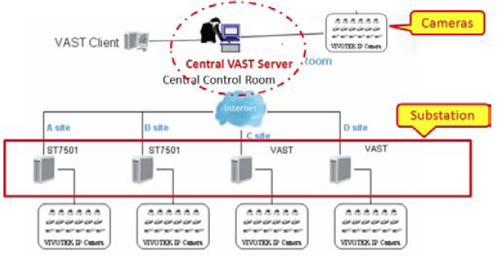 Cameras
VAST Client
Central VAST Server
Central Control Room
VIVOTEK IP Camera
Internet
Substation
A site
B site
C site
D site
ST7501
ST7501
VAST
VAST
VIVOTEK IP Camera
VIVOTEK IP Camera
VIVOTEK IP Camera
VIVOTEK IP Camera